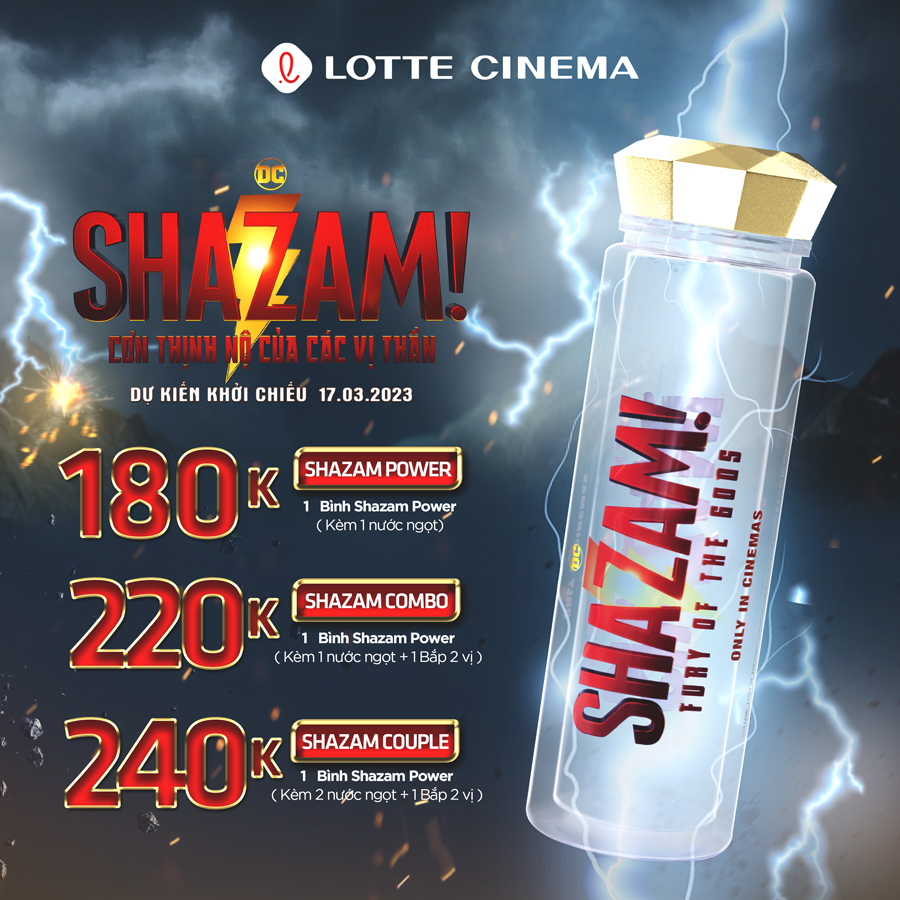 LOTTE CINEMA
DC
SHAZAM!
CƠN THỊNH NỘ CỦA CÁC VỊ THẦN
DỰ KIẾN KHỞI CHIẾU 17.03.2023
180K
SHAZAM POWER
1 Bình Shazam Power
( Kèm 1 nước ngọt)
220K
SHAZAM COMBO
1 Bình Shazam Power
( Kèm 1 nước ngọt + 1 Bắp 2 vị )
240K
SHAZAM COUPLE
1 Bình Shazam Power
( Kèm 2 nước ngọt + 1 Bắp 2 vị )
DC
SHAZAM!
FURY OF THE GODS
ONLY IN CINEMAS